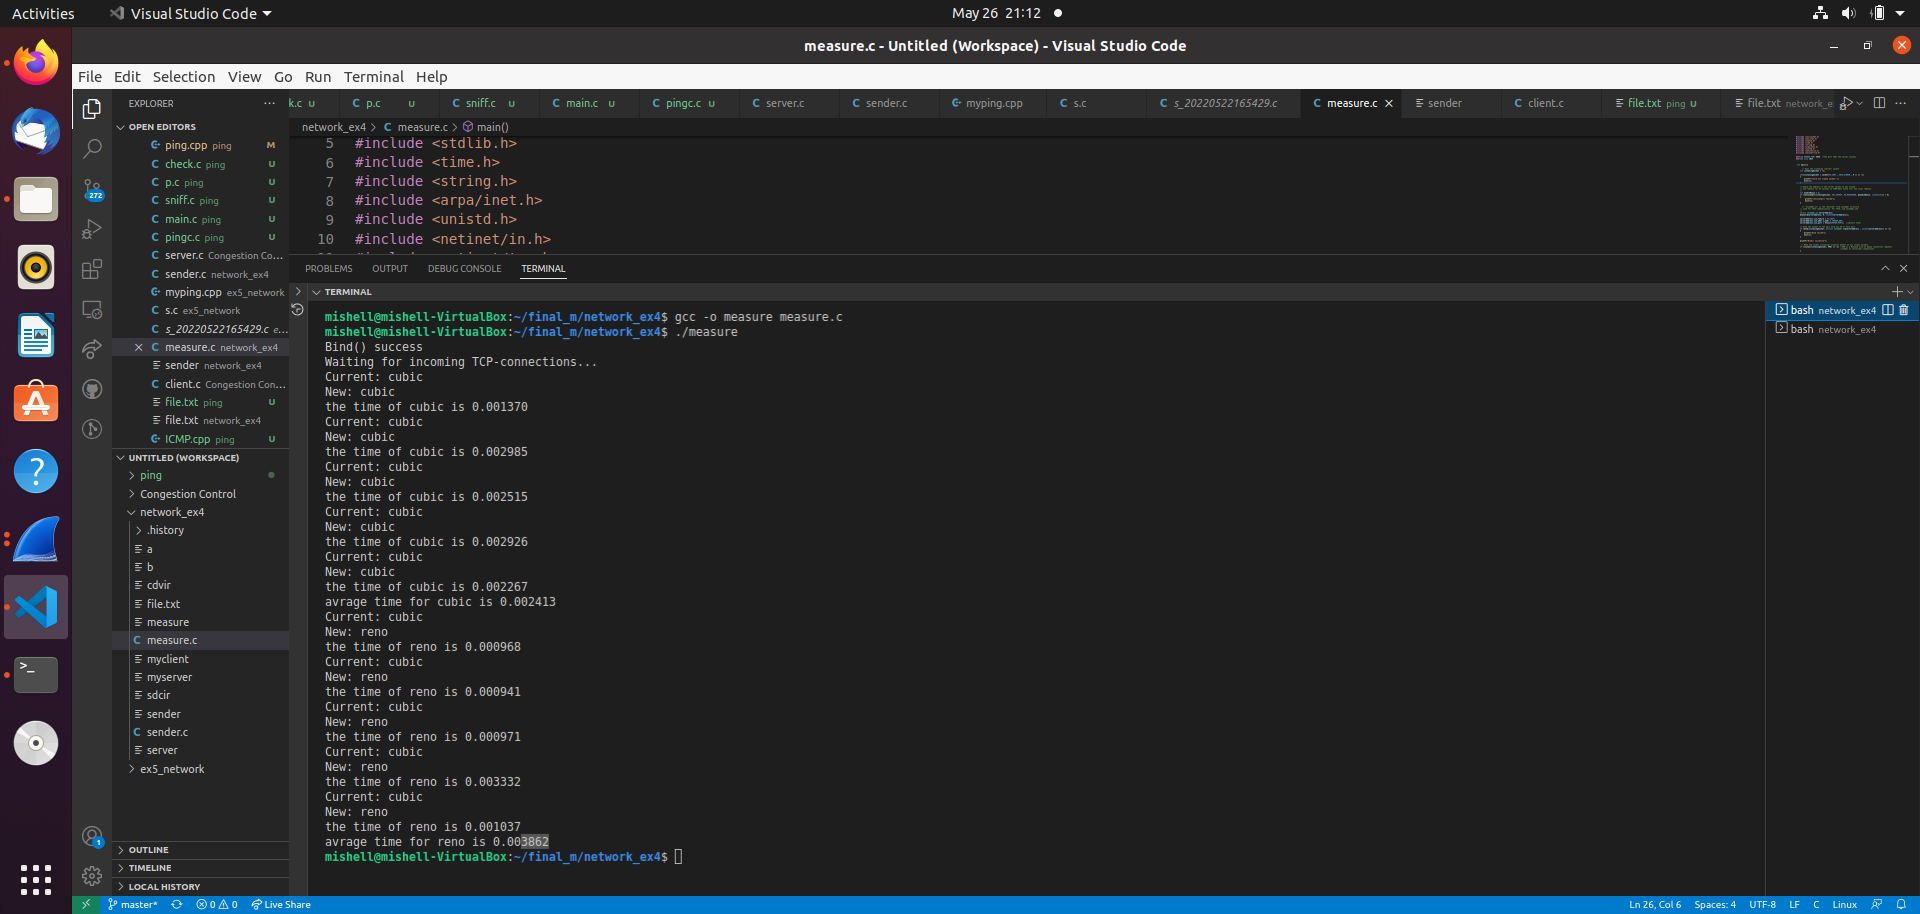 Activities
Visual Studio Code
May 26 21:12
measure.c - Untitled (Workspace) - Visual Studio Code
File Edit Selection View Go Run Terminal Help
EXPLORER
k.c U
p.c U
sniff.c U
main.c U
pingc.c U
server.c
sender.c
myping.cpp
s.c
s_20220522165429.c
measure.c
sender
client.c
file.txt ping U
file.txt network_e
OPEN EDITORS
ping.cpp ping M
check.c ping U
p.c ping U
sniff.c ping U
main.c ping U
pingc.c ping U
server.c Congestion Co...
sender.c network_ex4
myping.cpp ex5_network
s.c ex5_network
s_20220522165429.c e...
measure.c network_ex4
sender network_ex4
client.c Congestion Con...
file.txt ping U
file.txt network_ex4
ICMP.cpp ping U
UNTITLED (WORKSPACE)
ping
Congestion Control
network_ex4
.history
a
b
cdvir
file.txt
measure
measure.c
myclient
myserver
sdcir
sender
sender.c
server
ex5_network
OUTLINE
TIMELINE
LOCAL HISTORY
272
1
network_ex4 > measure.c > main()
5 #include <stdlib.h>
6 #include <time.h>
7 #include <string.h>
8 #include <arpa/inet.h>
9 #include <unistd.h>
10 #include <netinet/in.h>
PROBLEMS OUTPUT DEBUG CONSOLE TERMINAL
TERMINAL
mishell@mishell-VirtualBox:~/final_m/network_ex4$ gcc -o measure measure.c
mishell@mishell-VirtualBox:~/final_m/network_ex4$ ./measure
Bind() success
Waiting for incoming TCP-connections...
Current: cubic
New: cubic
the time of cubic is 0.001370
Current: cubic
New: cubic
the time of cubic is 0.002985
Current: cubic
New: cubic
the time of cubic is 0.002515
Current: cubic
New: cubic
the time of cubic is 0.002926
Current: cubic
New: cubic
the time of cubic is 0.002267
avrage time for cubic is 0.002413
Current: cubic
New: reno
the time of reno is 0.000968
Current: cubic
New: reno
the time of reno is 0.000941
Current: cubic
New: reno
the time of reno is 0.000971
Current: cubic
New: reno
the time of reno is 0.003332
Current: cubic
New: reno
the time of reno is 0.001037
avrage time for reno is 0.003862
mishell@mishell-VirtualBox:~/final_m/network_ex4$
bash network_ex4
bash network_ex4
master* 0 0 Live Share
Ln 26, Col 6 Spaces: 4 UTF-8 LF C Linux